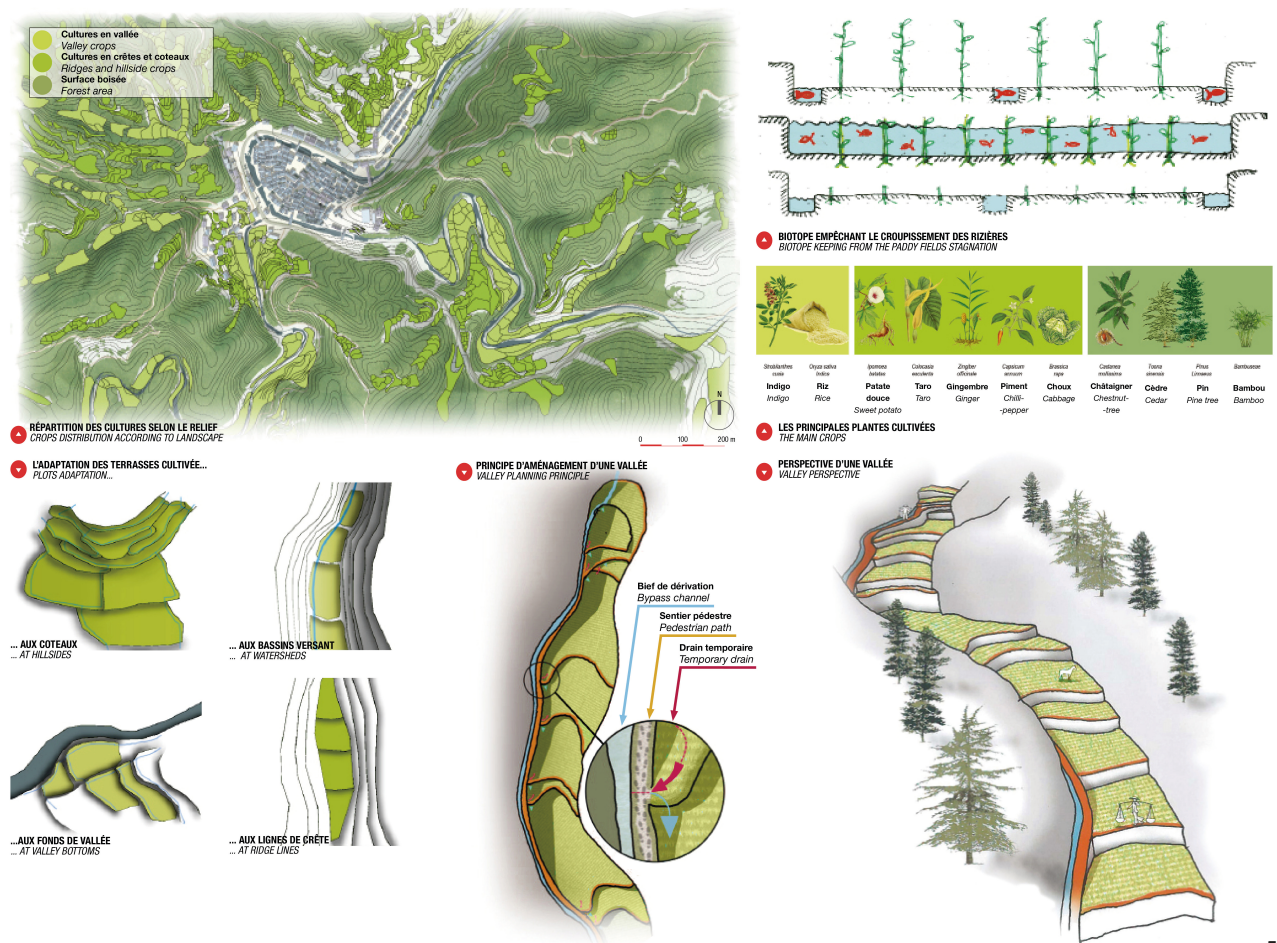 Cultures en vallée
Valley crops
Cultures en crêtes et coteaux
Ridges and hillside crops
Surface boisée
Forest area
N
0 100 200 m
RÉPARTITION DES CULTURES SELON LE RELIEF
CROPS DISTRIBUTION ACCORDING TO LANDSCAPE
BIOTOPE EMPÊCHANT LE CROUPISSEMENT DES RIZIÈRES
BIOTOPE KEEPING FROM THE PADDY FIELDS STAGNATION
Strobilanthes
cusia
Indigo
Indigo
Oryza sativa
indica
Riz
Rice
Ipomoea
batatas
Patate
douce
Sweet potato
Colocasia
esculenta
Taro
Taro
Zingiber
officinale
Gingembre
Ginger
Capsicum
annuum
Piment
Chilli-
-pepper
Brassica
rapa
Choux
Cabbage
Castanea
mollissima
Châtaigner
Chestnut-
-tree
Toona
sinensis
Cèdre
Cedar
Pinus
Linnaeus
Pin
Pine tree
Bambuseae
Bambou
Bamboo
LES PRINCIPALES PLANTES CULTIVÉES
THE MAIN CROPS
L'ADAPTATION DES TERRASSES CULTIVÉE...
PLOTS ADAPTATION...
... AUX COTEAUX
... AT HILLSIDES
... AUX BASSINS VERSANT
... AT WATERSHEDS
...AUX FONDS DE VALLÉE
... AT VALLEY BOTTOMS
... AUX LIGNES DE CRÊTE
... AT RIDGE LINES
PRINCIPE D'AMÉNAGEMENT D'UNE VALLÉE
VALLEY PLANNING PRINCIPLE
Bief de dérivation
Bypass channel
Sentier pédestre
Pedestrian path
Drain temporaire
Temporary drain
PERSPECTIVE D'UNE VALLÉE
VALLEY PERSPECTIVE